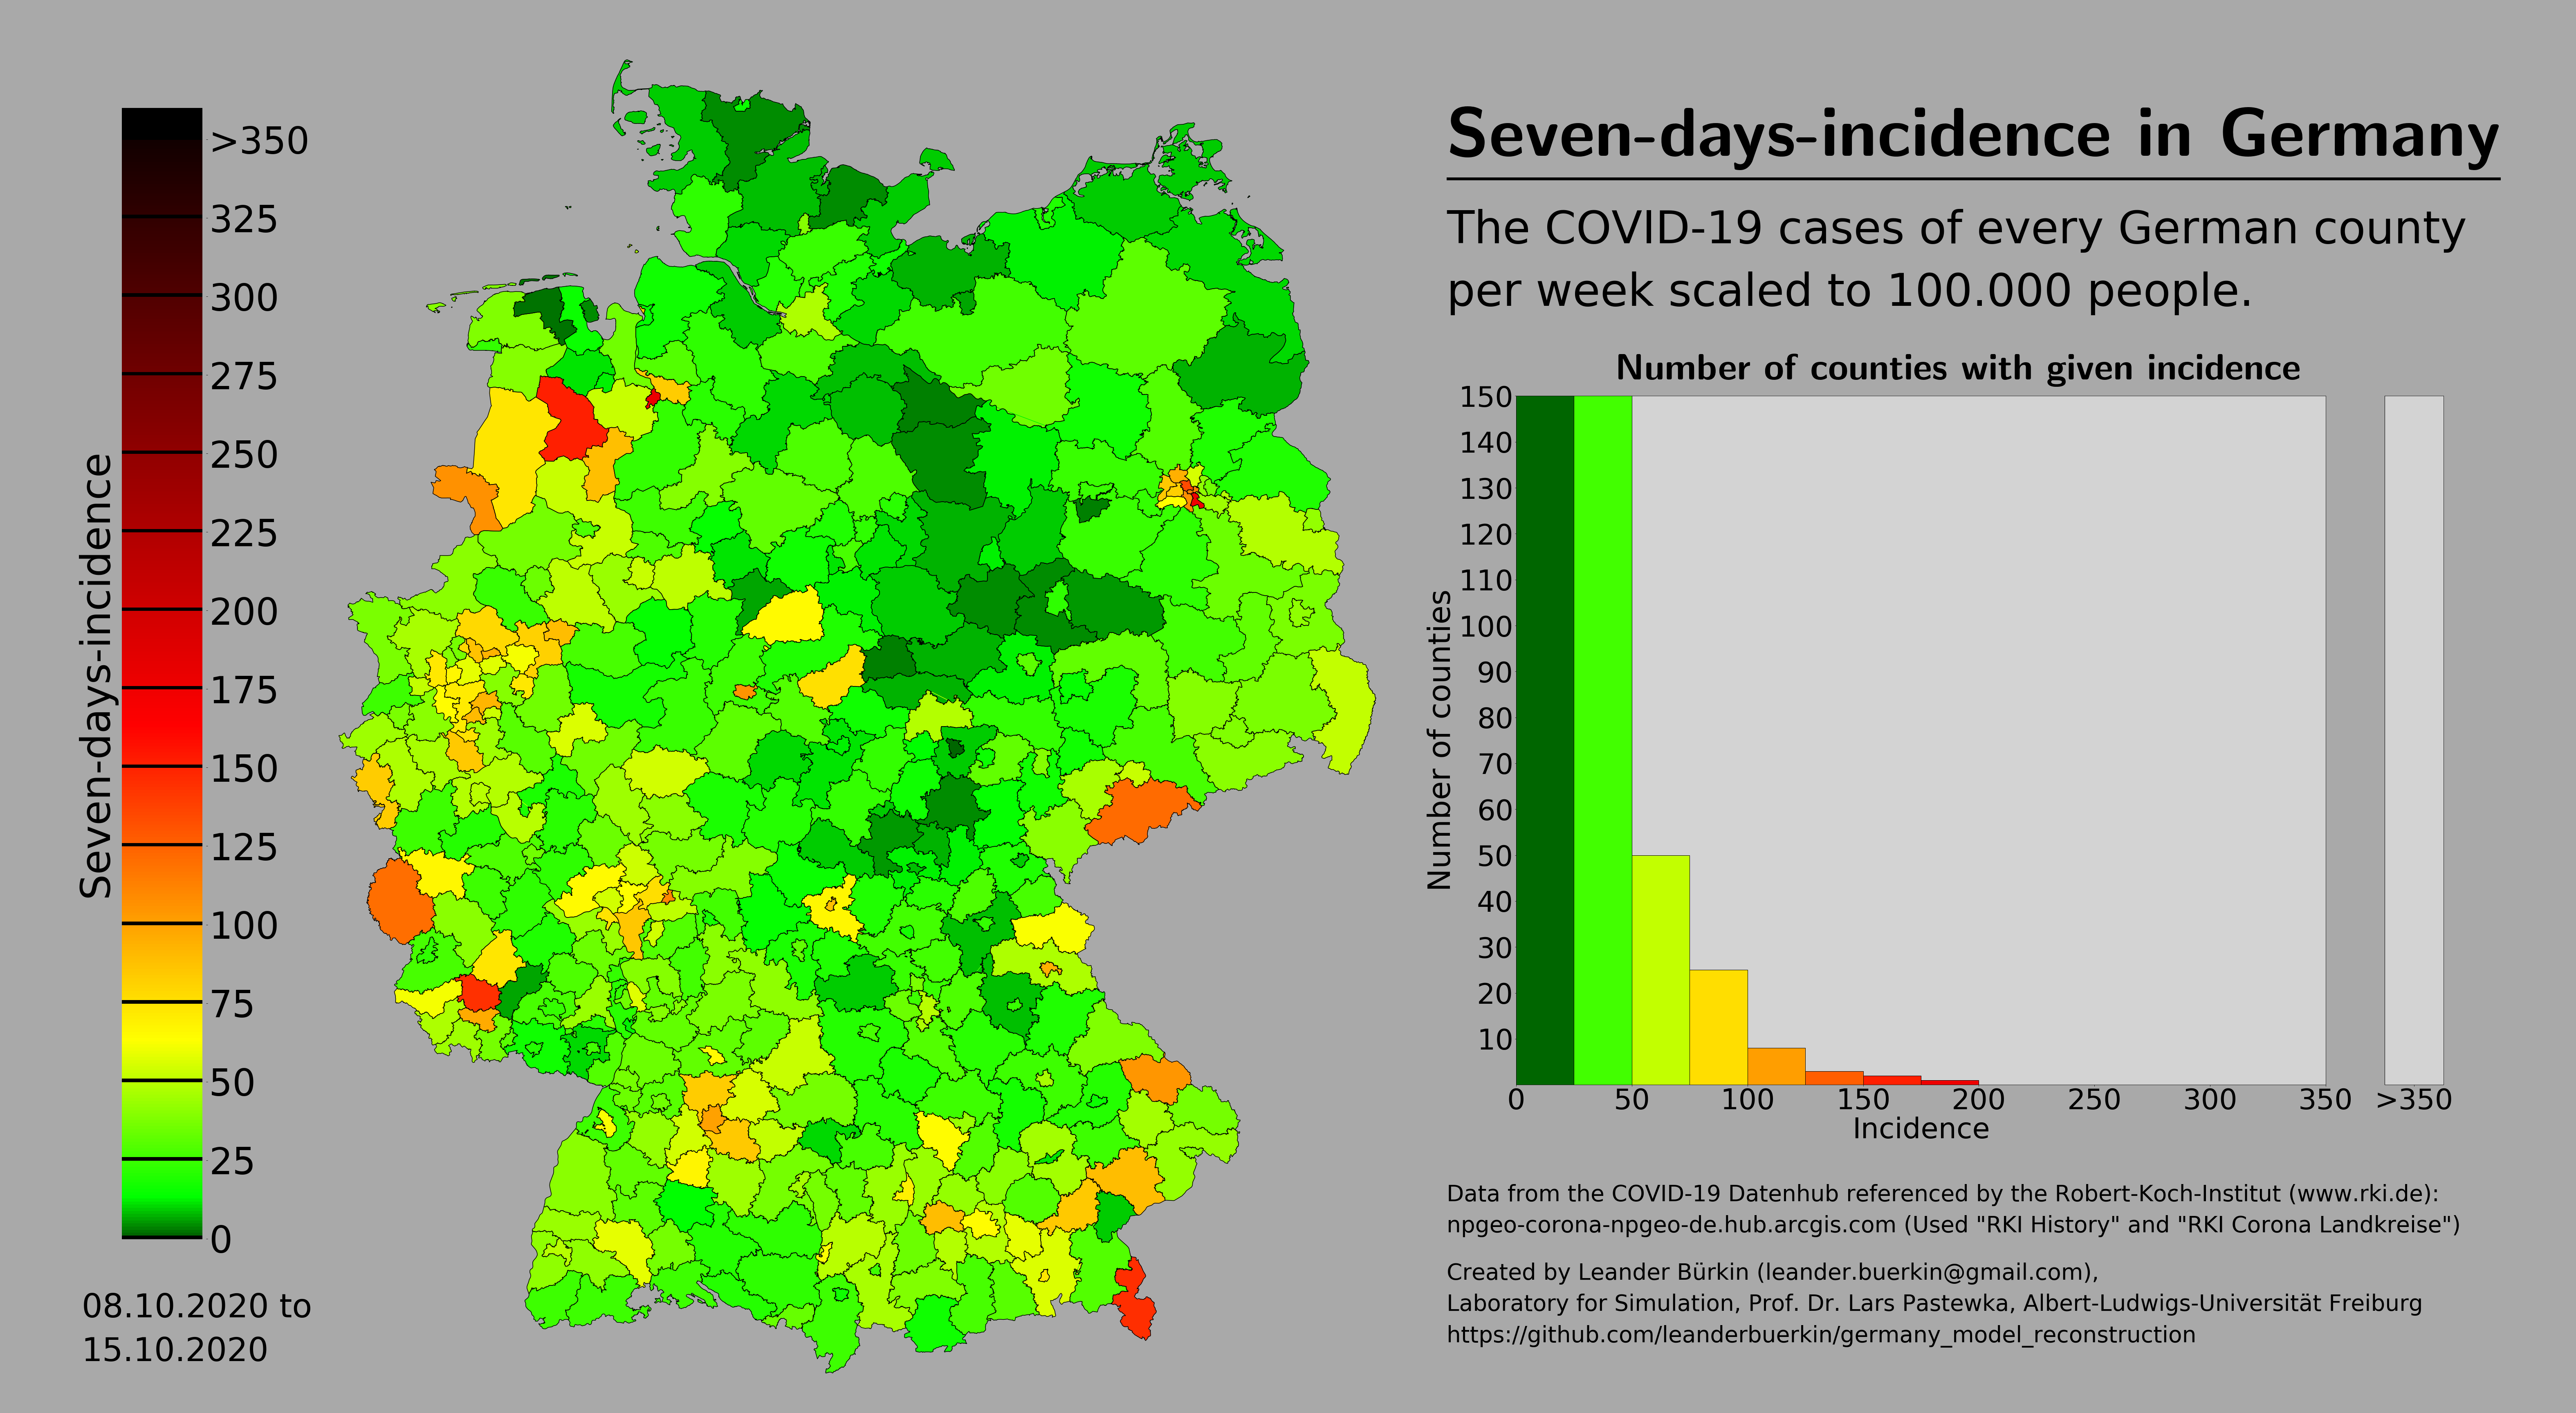 Seven-days-incidence in Germany
The COVID-19 cases of every German county
per week scaled to 100.000 people.
Seven-days-incidence
>350
325
300
275
250
225
200
175
150
125
100
75
50
25
0
08.10.2020 to
15.10.2020
Number of counties with given incidence
Number of counties
150
140
130
120
110
100
90
80
70
60
50
40
30
20
10
0 50 100 150 200 250 300 350 >350
Incidence
Data from the COVID-19 Datenhub referenced by the Robert-Koch-Institut (www.rki.de):
npgeo-corona-npgeo-de.hub.arcgis.com (Used "RKI History" and "RKI Corona Landkreise")
Created by Leander Bürkin (leander.buerkin@gmail.com),
Laboratory for Simulation, Prof. Dr. Lars Pastewka, Albert-Ludwigs-Universität Freiburg
https://github.com/leanderbuerkin/germany_model_reconstruction